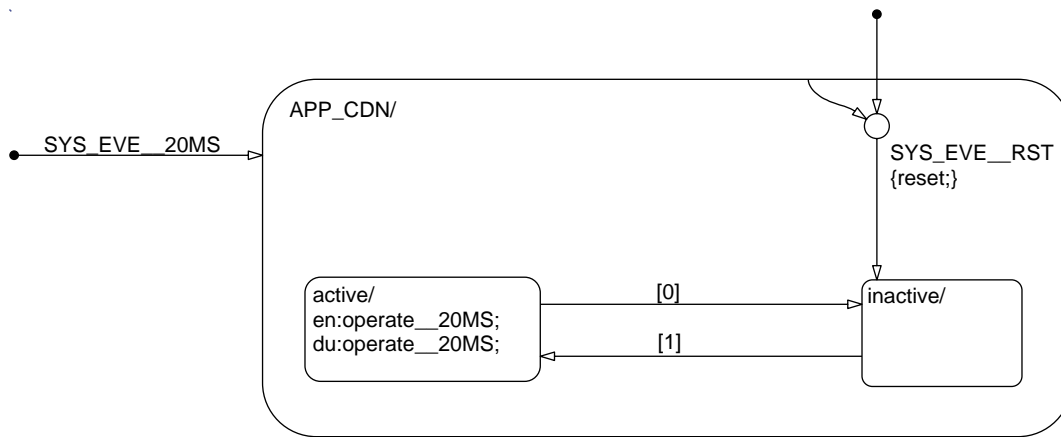 APP_CDN/
SYS_EVE__20MS
SYS_EVE__RST
{reset;}
active/
en:operate__20MS;
du:operate__20MS;
[0]
[1]
inactive/